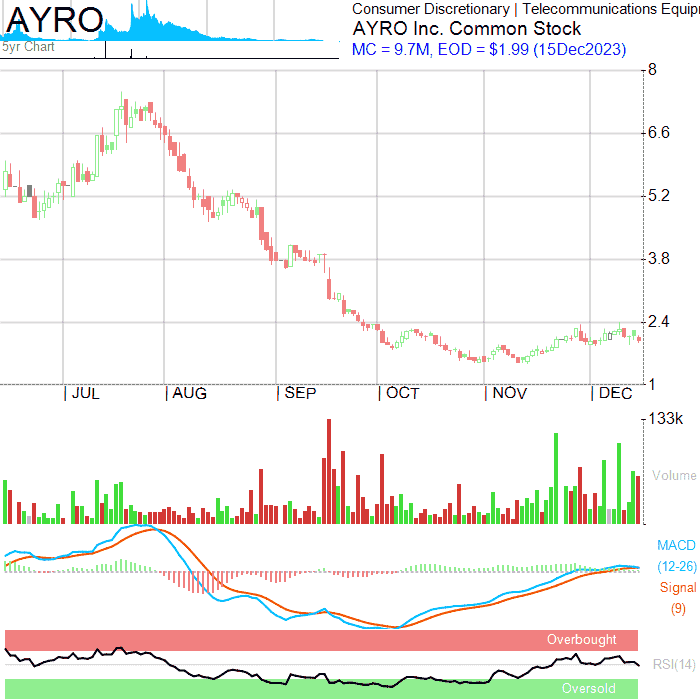 AYRO
5yr Chart
Consumer Discretionary | Telecommunications Equip
AYRO Inc. Common Stock
MC = 9.7M, EOD = $1.99 (15Dec2023)
8
6.6
5.2
3.8
2.4
1
JUL AUG SEP OCT NOV DEC
133k
Volume
MACD
(12-26)
Signal
(9)
Overbought
RSI(14)
Oversold